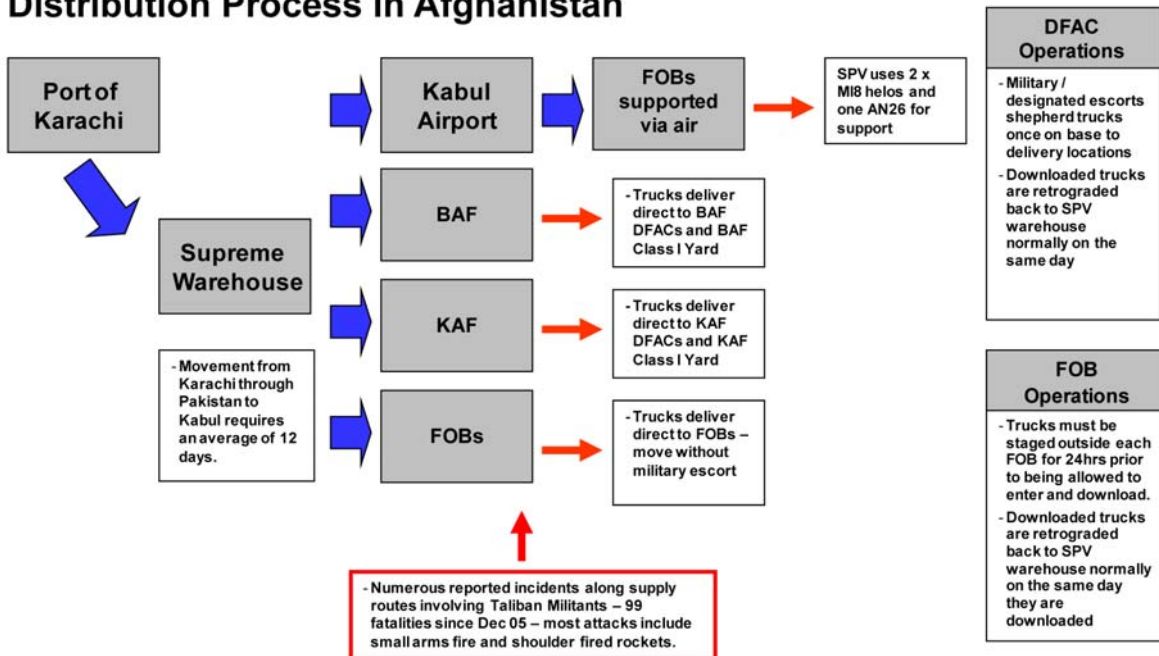 Distribution Process in Afghanistan
Port of
Karachi
Supreme
Warehouse
- Movement from
Karachi through
Pakistan to
Kabul requires
an average of 12
days.
Kabul
Airport
FOBs
supported
via air
SPV uses 2 x
MI8 helos and
one AN26 for
support
BAF
- Trucks deliver
direct to BAF
DFACs and BAF
Class I Yard
KAF
- Trucks deliver
direct to KAF
DFACs and KAF
Class I Yard
FOBs
- Trucks deliver
direct to FOBs –
move without
military escort
- Numerous reported incidents along supply
routes involving Taliban Militants – 99
fatalities since Dec 05 – most attacks include
small arms fire and shoulder fired rockets.
DFAC
Operations
- Military /
designated escorts
shepherd trucks
once on base to
delivery locations
- Downloaded trucks
are retrograded
back to SPV
warehouse
normally on the
same day
FOB
Operations
- Trucks must be
staged outside each
FOB for 24hrs prior
to being allowed to
enter and download.
- Downloaded trucks
are retrograded
back to SPV
warehouse normally
on the same day
they are
downloaded